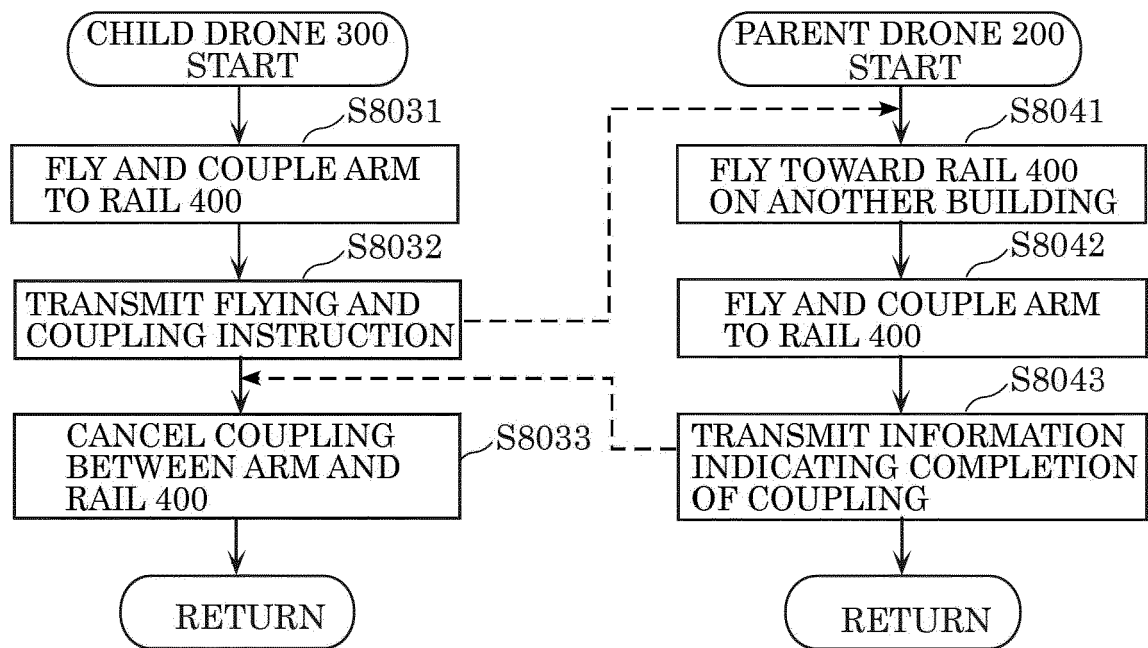 CHILD DRONE 300
START
S8031
FLY AND COUPLE ARM
TO RAIL 400
S8032
TRANSMIT FLYING AND
COUPLING INSTRUCTION
CANCEL COUPLING
BETWEEN ARM AND
RAIL 400
S8033
RETURN
PARENT DRONE 200
START
S8041
FLY TOWARD RAIL 400
ON ANOTHER BUILDING
S8042
FLY AND COUPLE ARM
TO RAIL 400
S8043
TRANSMIT INFORMATION
INDICATING COMPLETION
OF COUPLING
RETURN